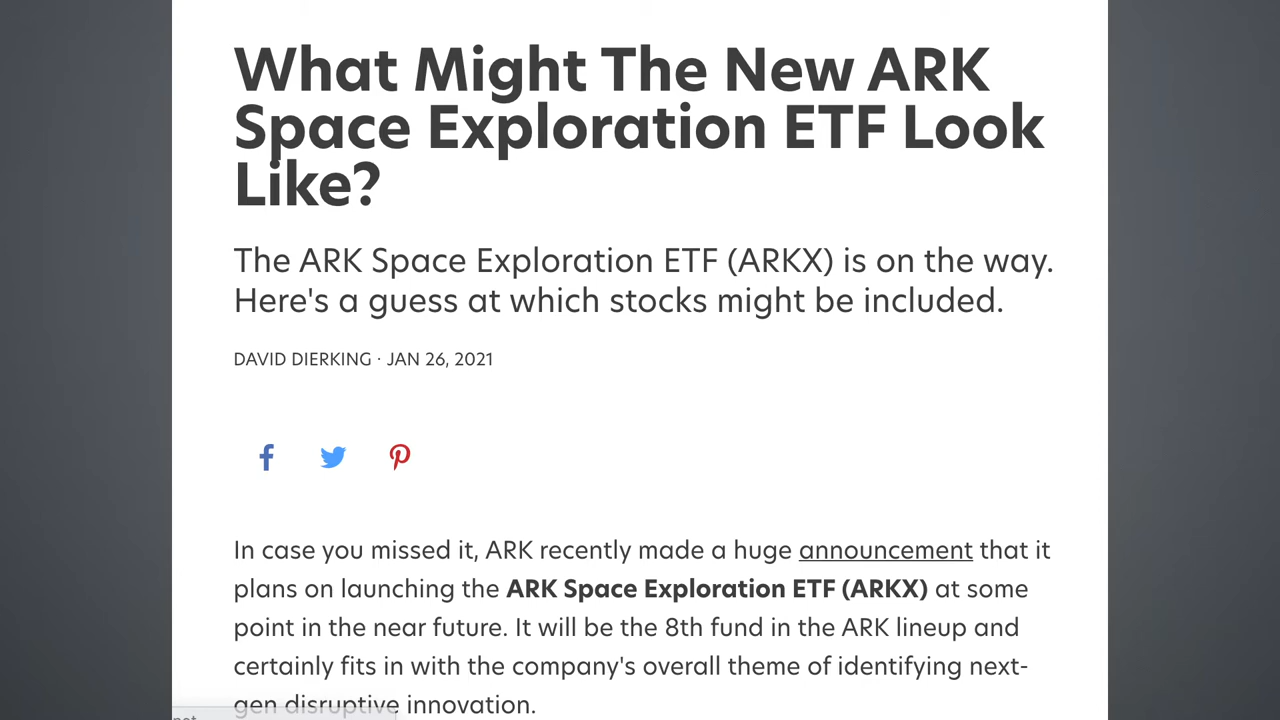 What Might The New ARK
Space Exploration ETF Look
Like?
The ARK Space Exploration ETF (ARKX) is on the way.
Here's a guess at which stocks might be included.
DAVID DIERKING · JAN 26, 2021
In case you missed it, ARK recently made a huge announcement that it
plans on launching the ARK Space Exploration ETF (ARKX) at some
point in the near future. It will be the 8th fund in the ARK lineup and
certainly fits in with the company's overall theme of identifying next-
gen disruptive innovation.